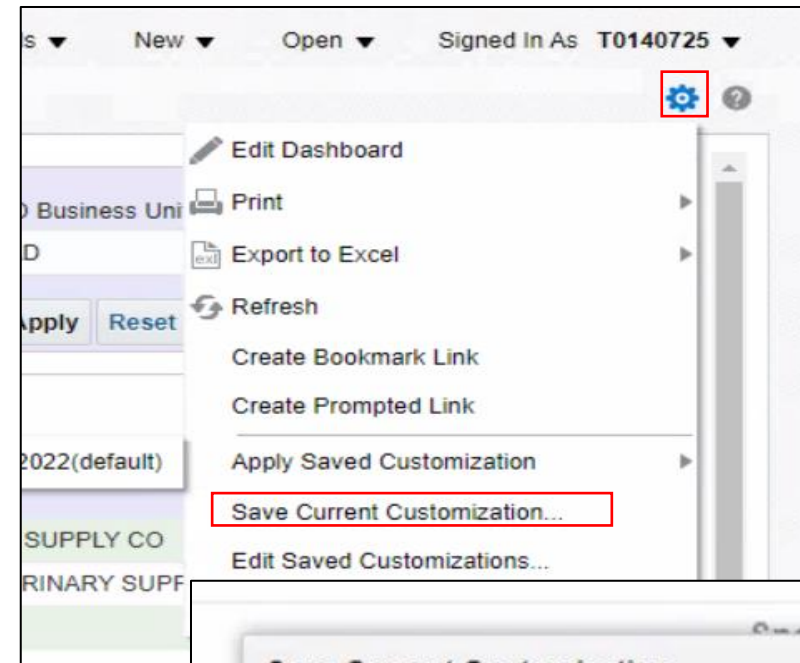 New Open Signed In As T0140725
Edit Dashboard
Business Uni
Print
D
Export to Excel
Refresh
Apply Reset
Create Bookmark Link
Create Prompted Link
2022(default)
Apply Saved Customization
Save Current Customization...
SUPPLY CO
Edit Saved Customizations...
RINARY SUPF